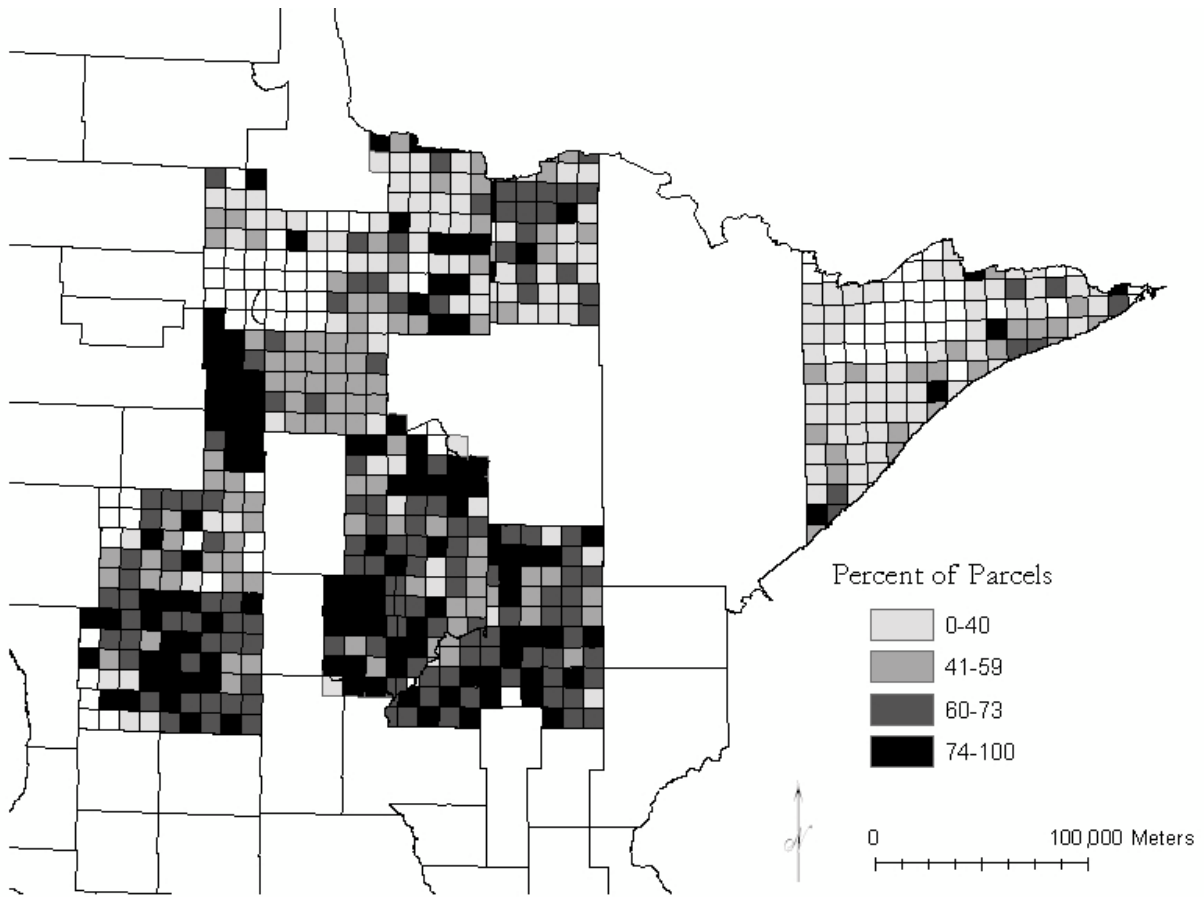 Percent of Parcels
0-40
41-59
60-73
74-100
N
0 100,000 Meters